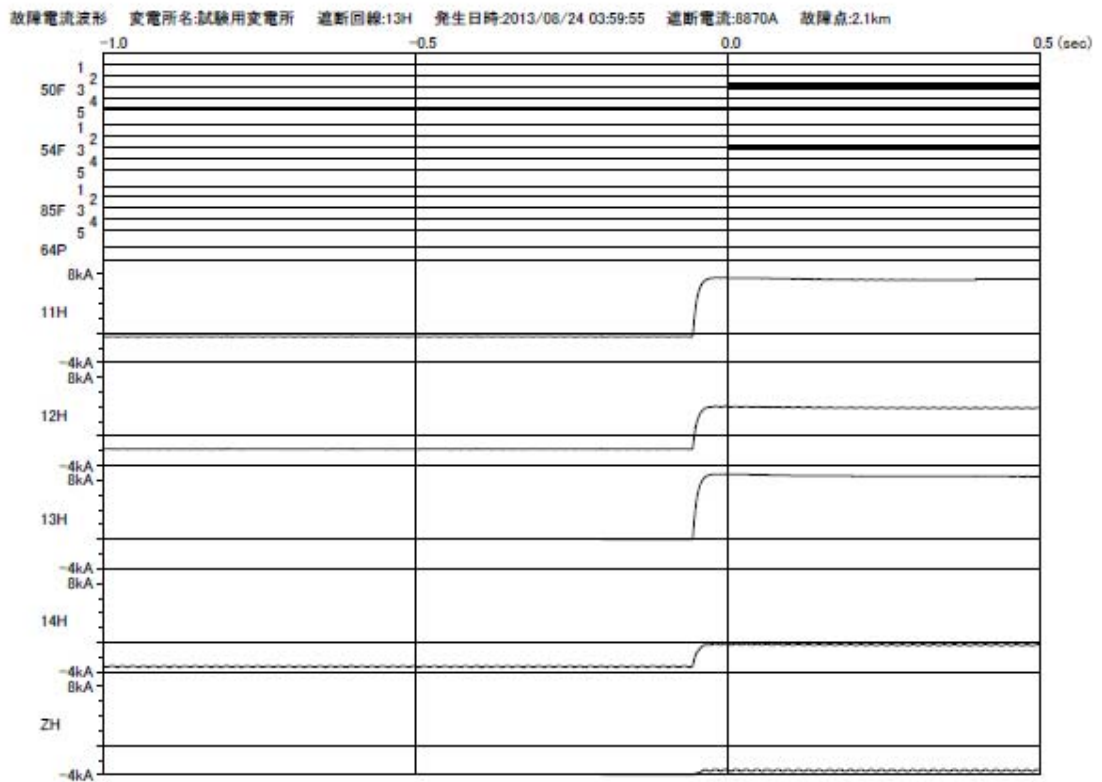 故障電流波形 変電所名:試験用変電所 遮断回線:13H 発生日時:2013/08/24 03:59:55 遮断電流:8870A 故障点:2.1km
-1.0 -0.5 0.0 0.5 (sec)
50F 1 2 3 4 5
54F 1 2 3 4 5
85F 1 2 3 4 5
64P
8kA
11H
-4kA
8kA
12H
-4kA
8kA
13H
-4kA
8kA
14H
-4kA
8kA
ZH
-4kA